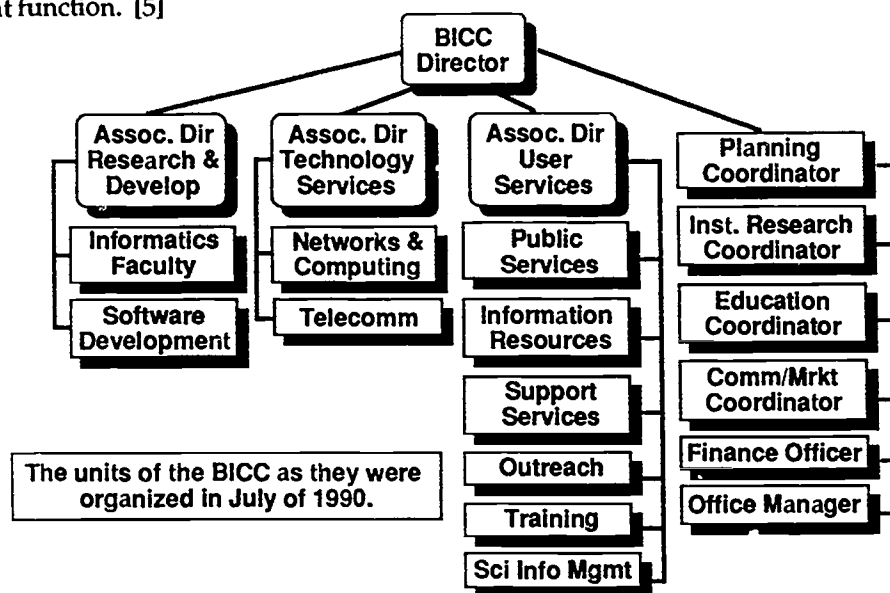 nt function. [5]
BICC
Director
Assoc. Dir
Research &
Develop
Informatics
Faculty
Software
Development
Assoc. Dir
Technology
Services
Networks &
Computing
Telecomm
Assoc. Dir
User
Services
Public
Services
Information
Resources
Support
Services
Outreach
Training
Sci Info Mgmt
Planning
Coordinator
Inst. Research
Coordinator
Education
Coordinator
Comm/Mrkt
Coordinator
Finance Officer
Office Manager
The units of the BICC as they were
organized in July of 1990.